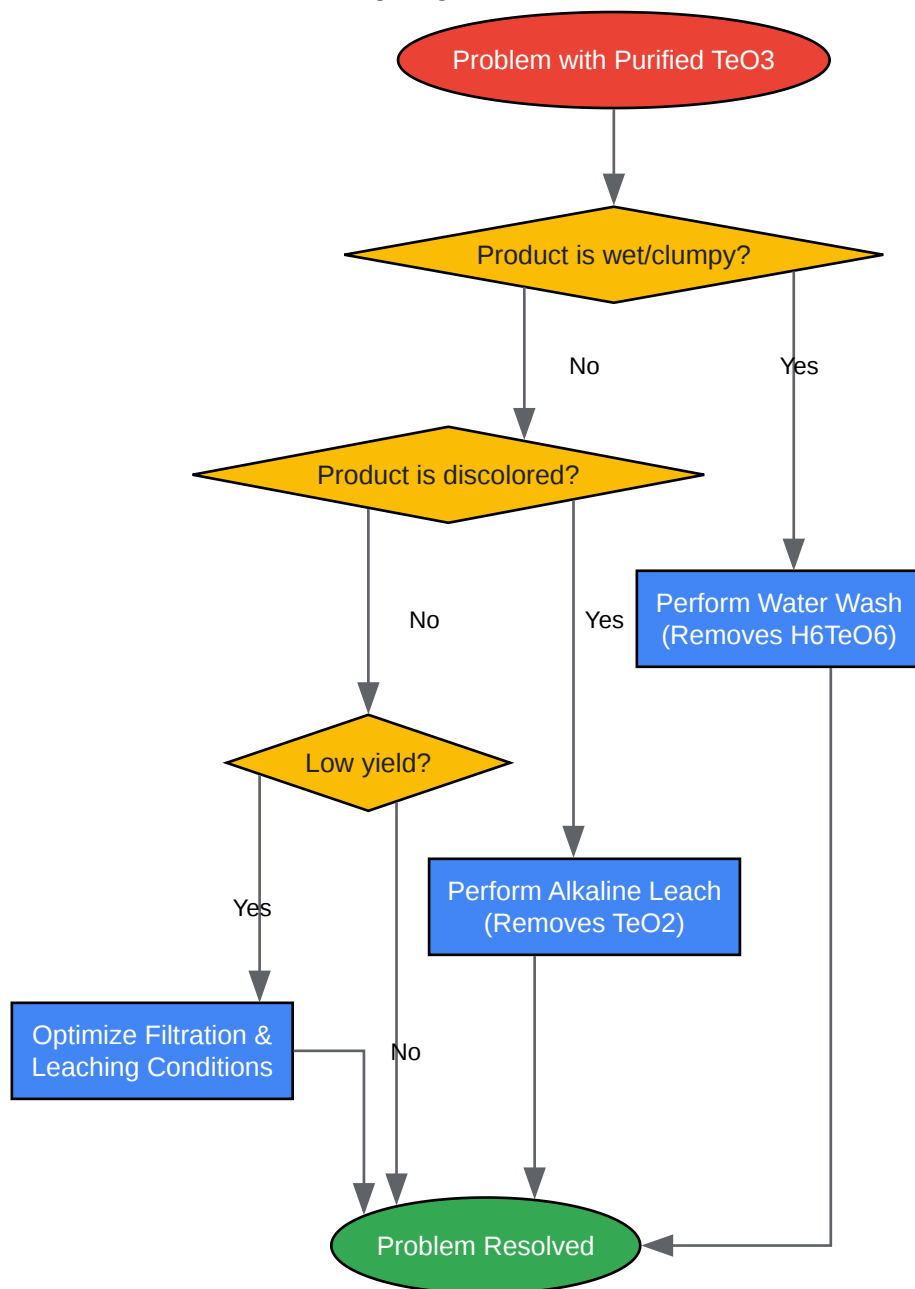 Problem with Purified TeO3
Product is wet/clumpy?
No
Yes
Product is discolored?
No
Yes
Perform Water Wash
(Removes H6TeO6)
Low yield?
Perform Alkaline Leach
(Removes TeO2)
Yes
Optimize Filtration &
Leaching Conditions
No
Problem Resolved